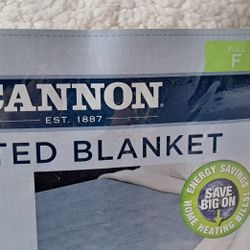 CANNON®
EST. 1887
FULL
F
TED BLANKET
ENERGY SAVINGS
SAVE
BIG ON
HOME HEATING BILLS!